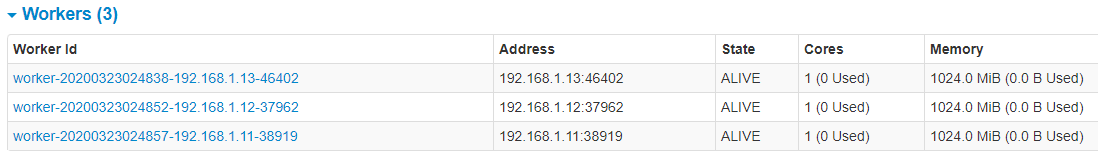 Workers (3)
Worker Id Address State Cores Memory
worker-20200323024838-192.168.1.13-46402 192.168.1.13:46402 ALIVE 1 (0 Used) 1024.0 MiB (0.0 B Used)
worker-20200323024852-192.168.1.12-37962 192.168.1.12:37962 ALIVE 1 (0 Used) 1024.0 MiB (0.0 B Used)
worker-20200323024857-192.168.1.11-38919 192.168.1.11:38919 ALIVE 1 (0 Used) 1024.0 MiB (0.0 B Used)